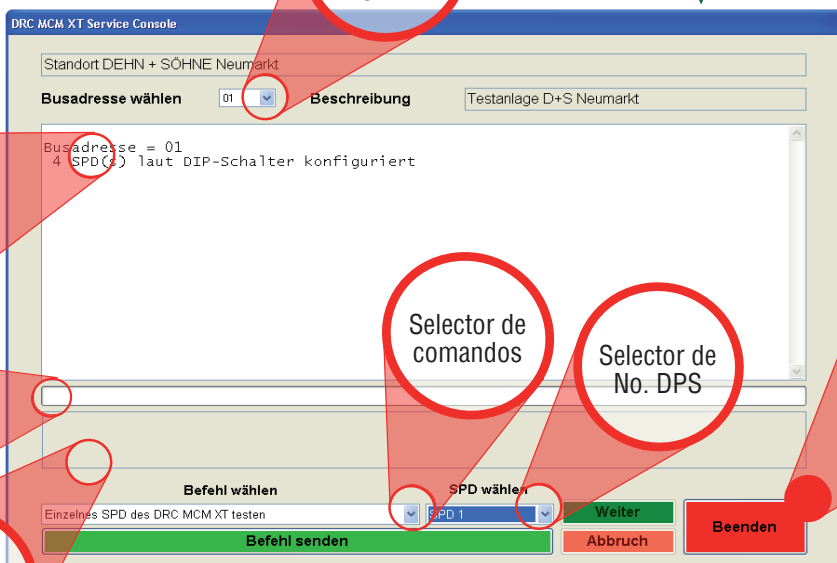 DRC MCM XT Service Console
Standort DEHN + SÖHNE Neumarkt
Busadresse wählen 01 Beschreibung Testanlage D+S Neumarkt
Busadresse = 01
4 SPD(s) laut DIP-Schalter konfiguriert
Selector de
comandos
Selector de
No. DPS
Befehl wählen SPD wählen
Einzelnes SPD des DRC MCM XT testen SPD 1 Weiter
Beenden
Befehl senden Abbruch